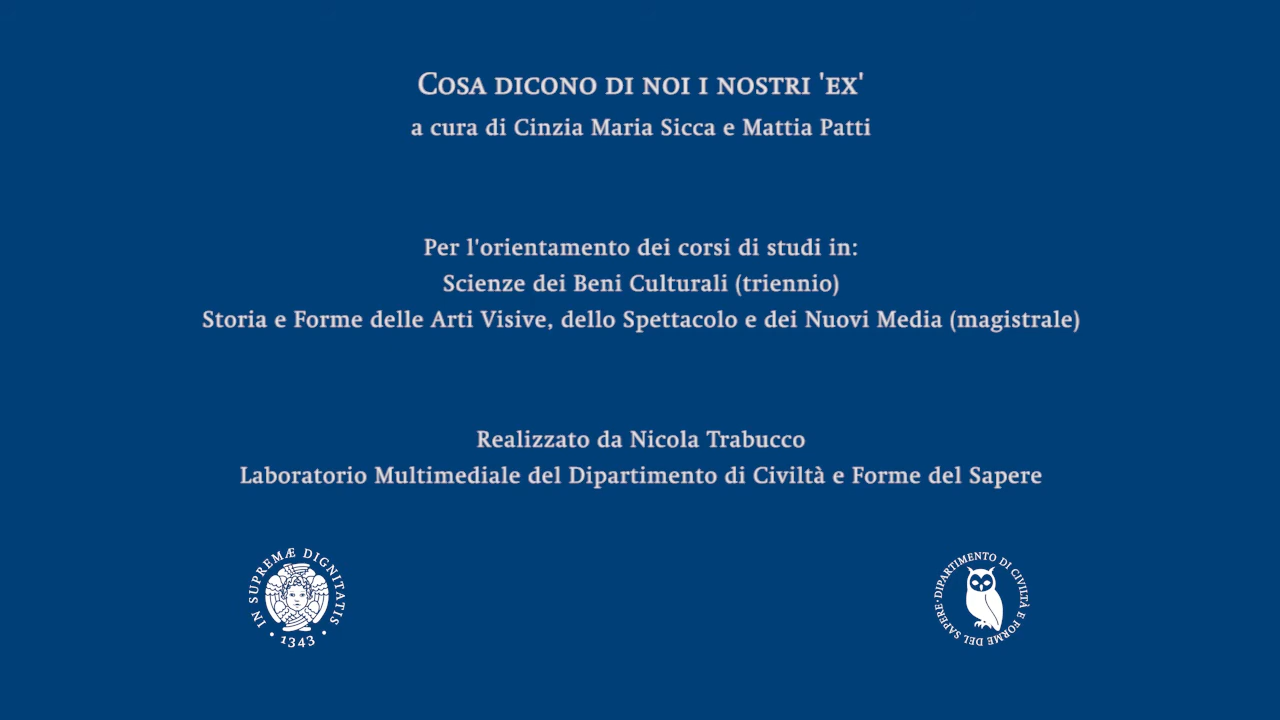 Cosa dicono di noi i nostri 'ex'
a cura di Cinzia Maria Sicca e Mattia Patti
Per l'orientamento dei corsi di studi in:
Scienze dei Beni Culturali (triennio)
Storia e Forme delle Arti Visive, dello Spettacolo e dei Nuovi Media (magistrale)
Realizzato da Nicola Trabucco
Laboratorio Multimediale del Dipartimento di Civiltà e Forme del Sapere
IN SUPREMÆ DIGNITATIS
• 1343 •
DIPARTIMENTO DI CIVILTÀ E FORME DEL SAPERE •